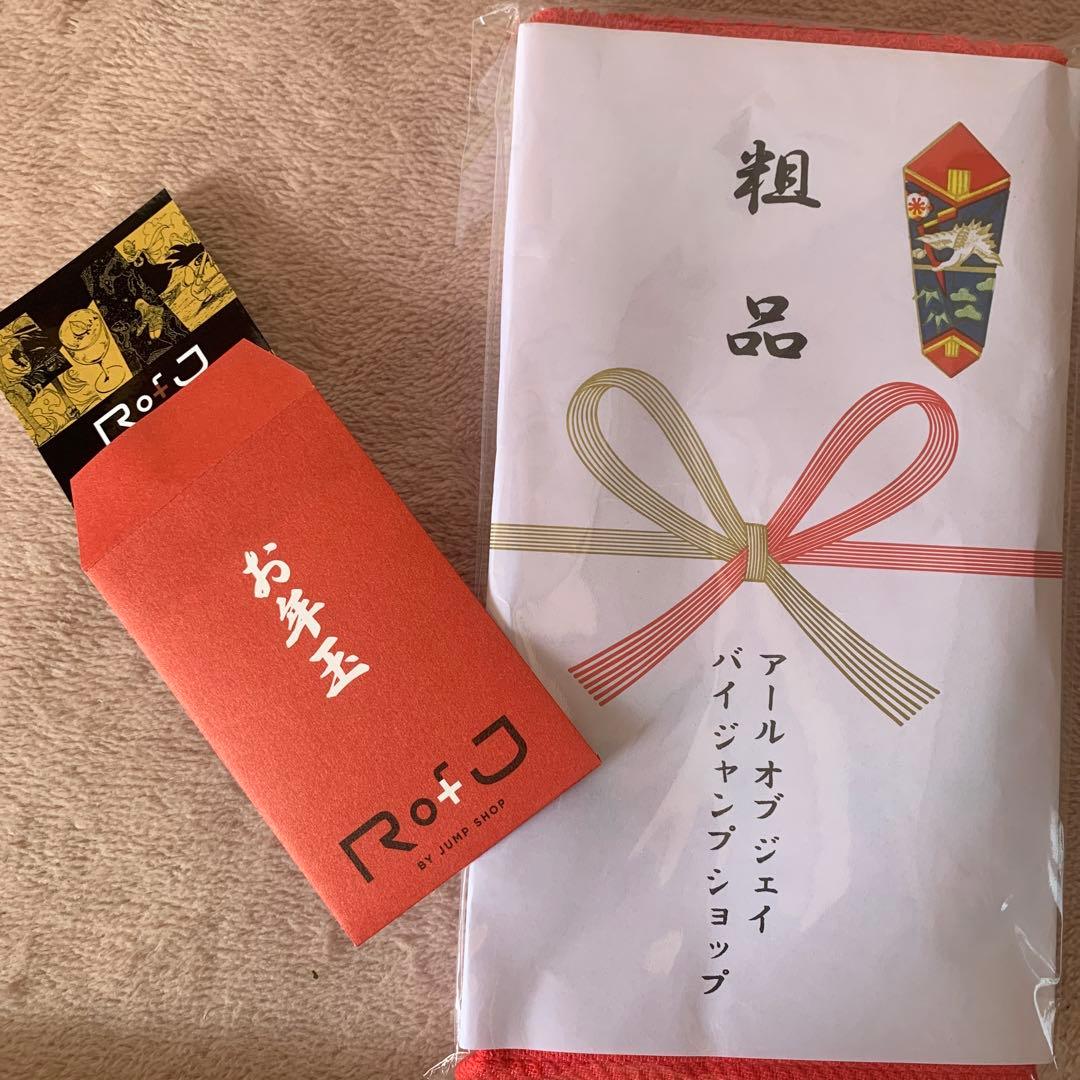 RofJ
お年玉
RofJ
BY JUMP SHOP
粗品
アール オブ ジェイ
バイ ジャンプ ショップ